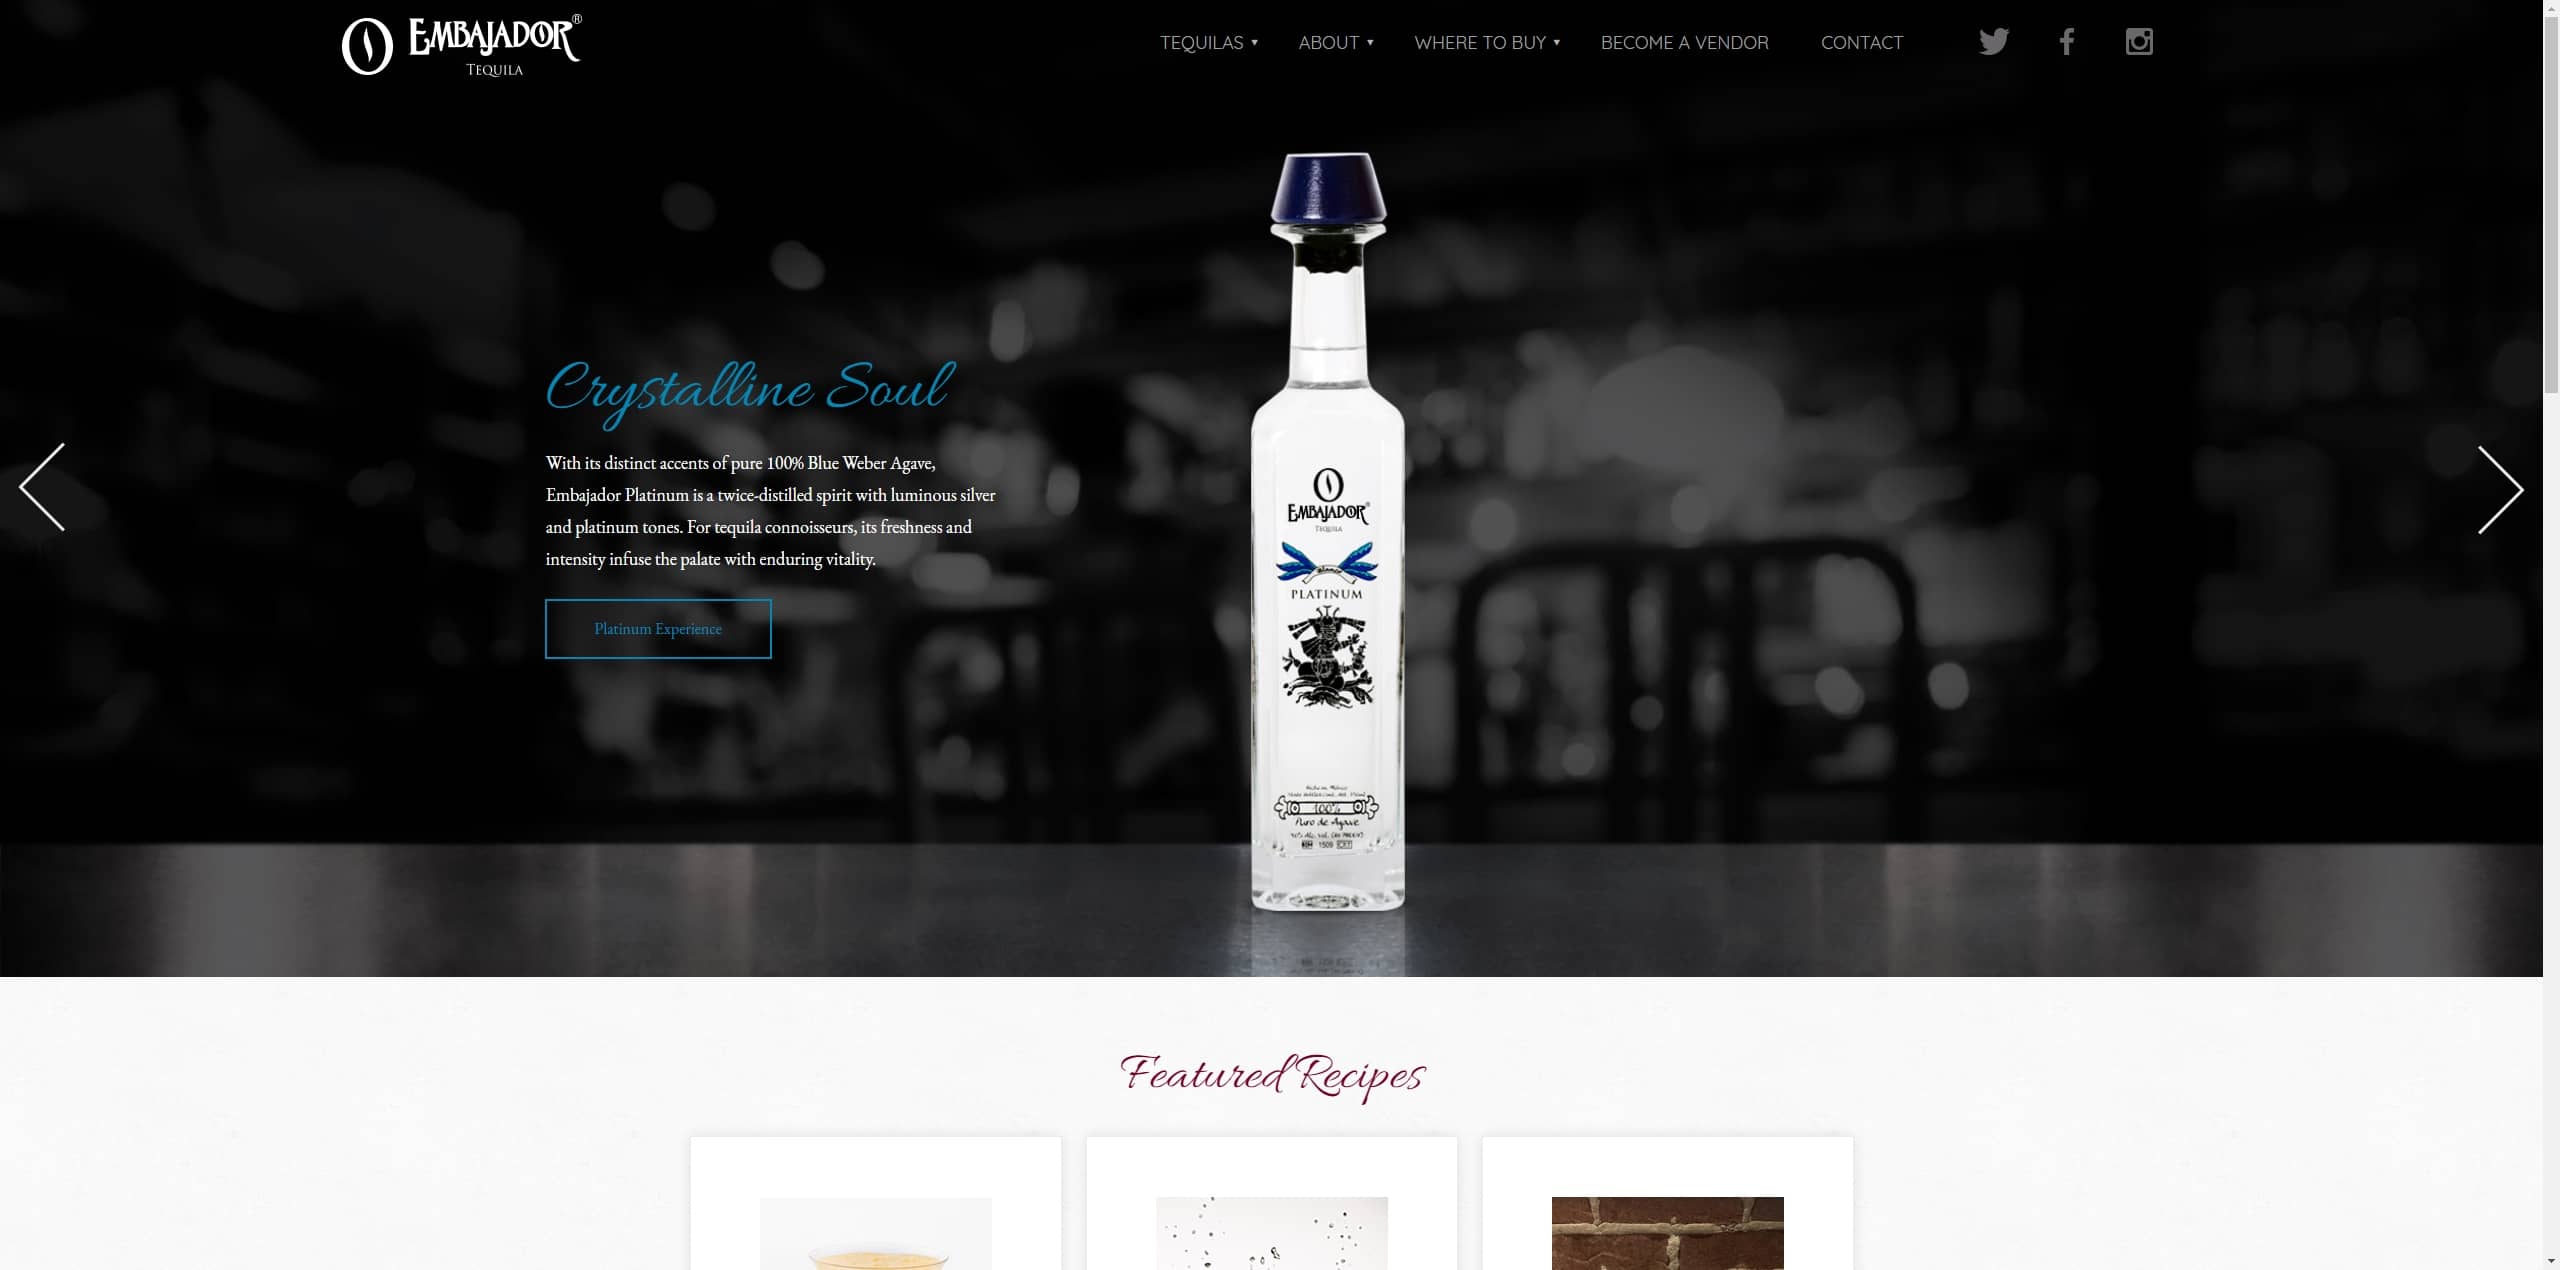 EMBAJADOR®
TEQUILA
TEQUILAS
ABOUT
WHERE TO BUY
BECOME A VENDOR
CONTACT
Crystalline Soul
With its distinct accents of pure 100% Blue Weber Agave,
Embajador Platinum is a twice-distilled spirit with luminous silver
and platinum tones. For tequila connoisseurs, its freshness and
intensity infuse the palate with enduring vitality.
Platinum Experience
EMBAJADOR
TEQUILA
Blanco
PLATINUM
100%
Puro de Agave
1509
Featured Recipes